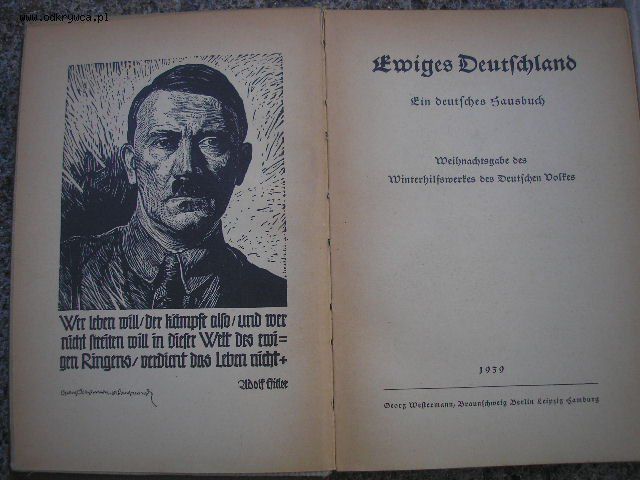 www.odkrywca.pl
Wer leben will/der kämpfe also/und wer
nicht streiten will in dieser Welt des ewi=
gen Ringens/verdient das Leben nicht+
Adolf Hitler
Ewiges Deutschland
Ein deutsches Hausbuch
Weihnachtsgabe des
Winterhilfswerkes des Deutschen Volkes
1939
Georg Westermann, Braunschweig Berlin Leipzig Hamburg